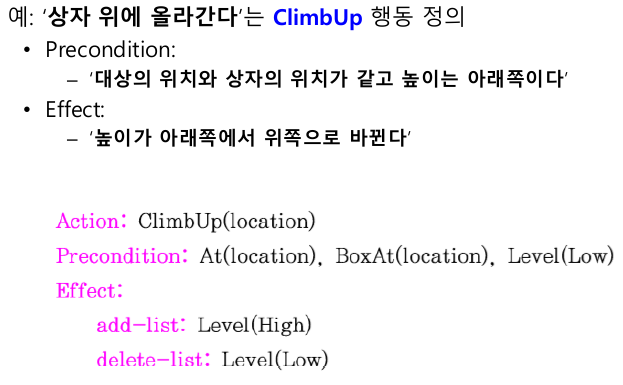 예: ‘상자 위에 올라간다’는 ClimbUp 행동 정의
• Precondition:
– ‘대상의 위치와 상자의 위치가 같고 높이는 아래쪽이다’
• Effect:
– ‘높이가 아래쪽에서 위쪽으로 바뀐다’
Action: ClimbUp(location)
Precondition: At(location), BoxAt(location), Level(Low)
Effect:
add-list: Level(High)
delete-list: Level(Low)